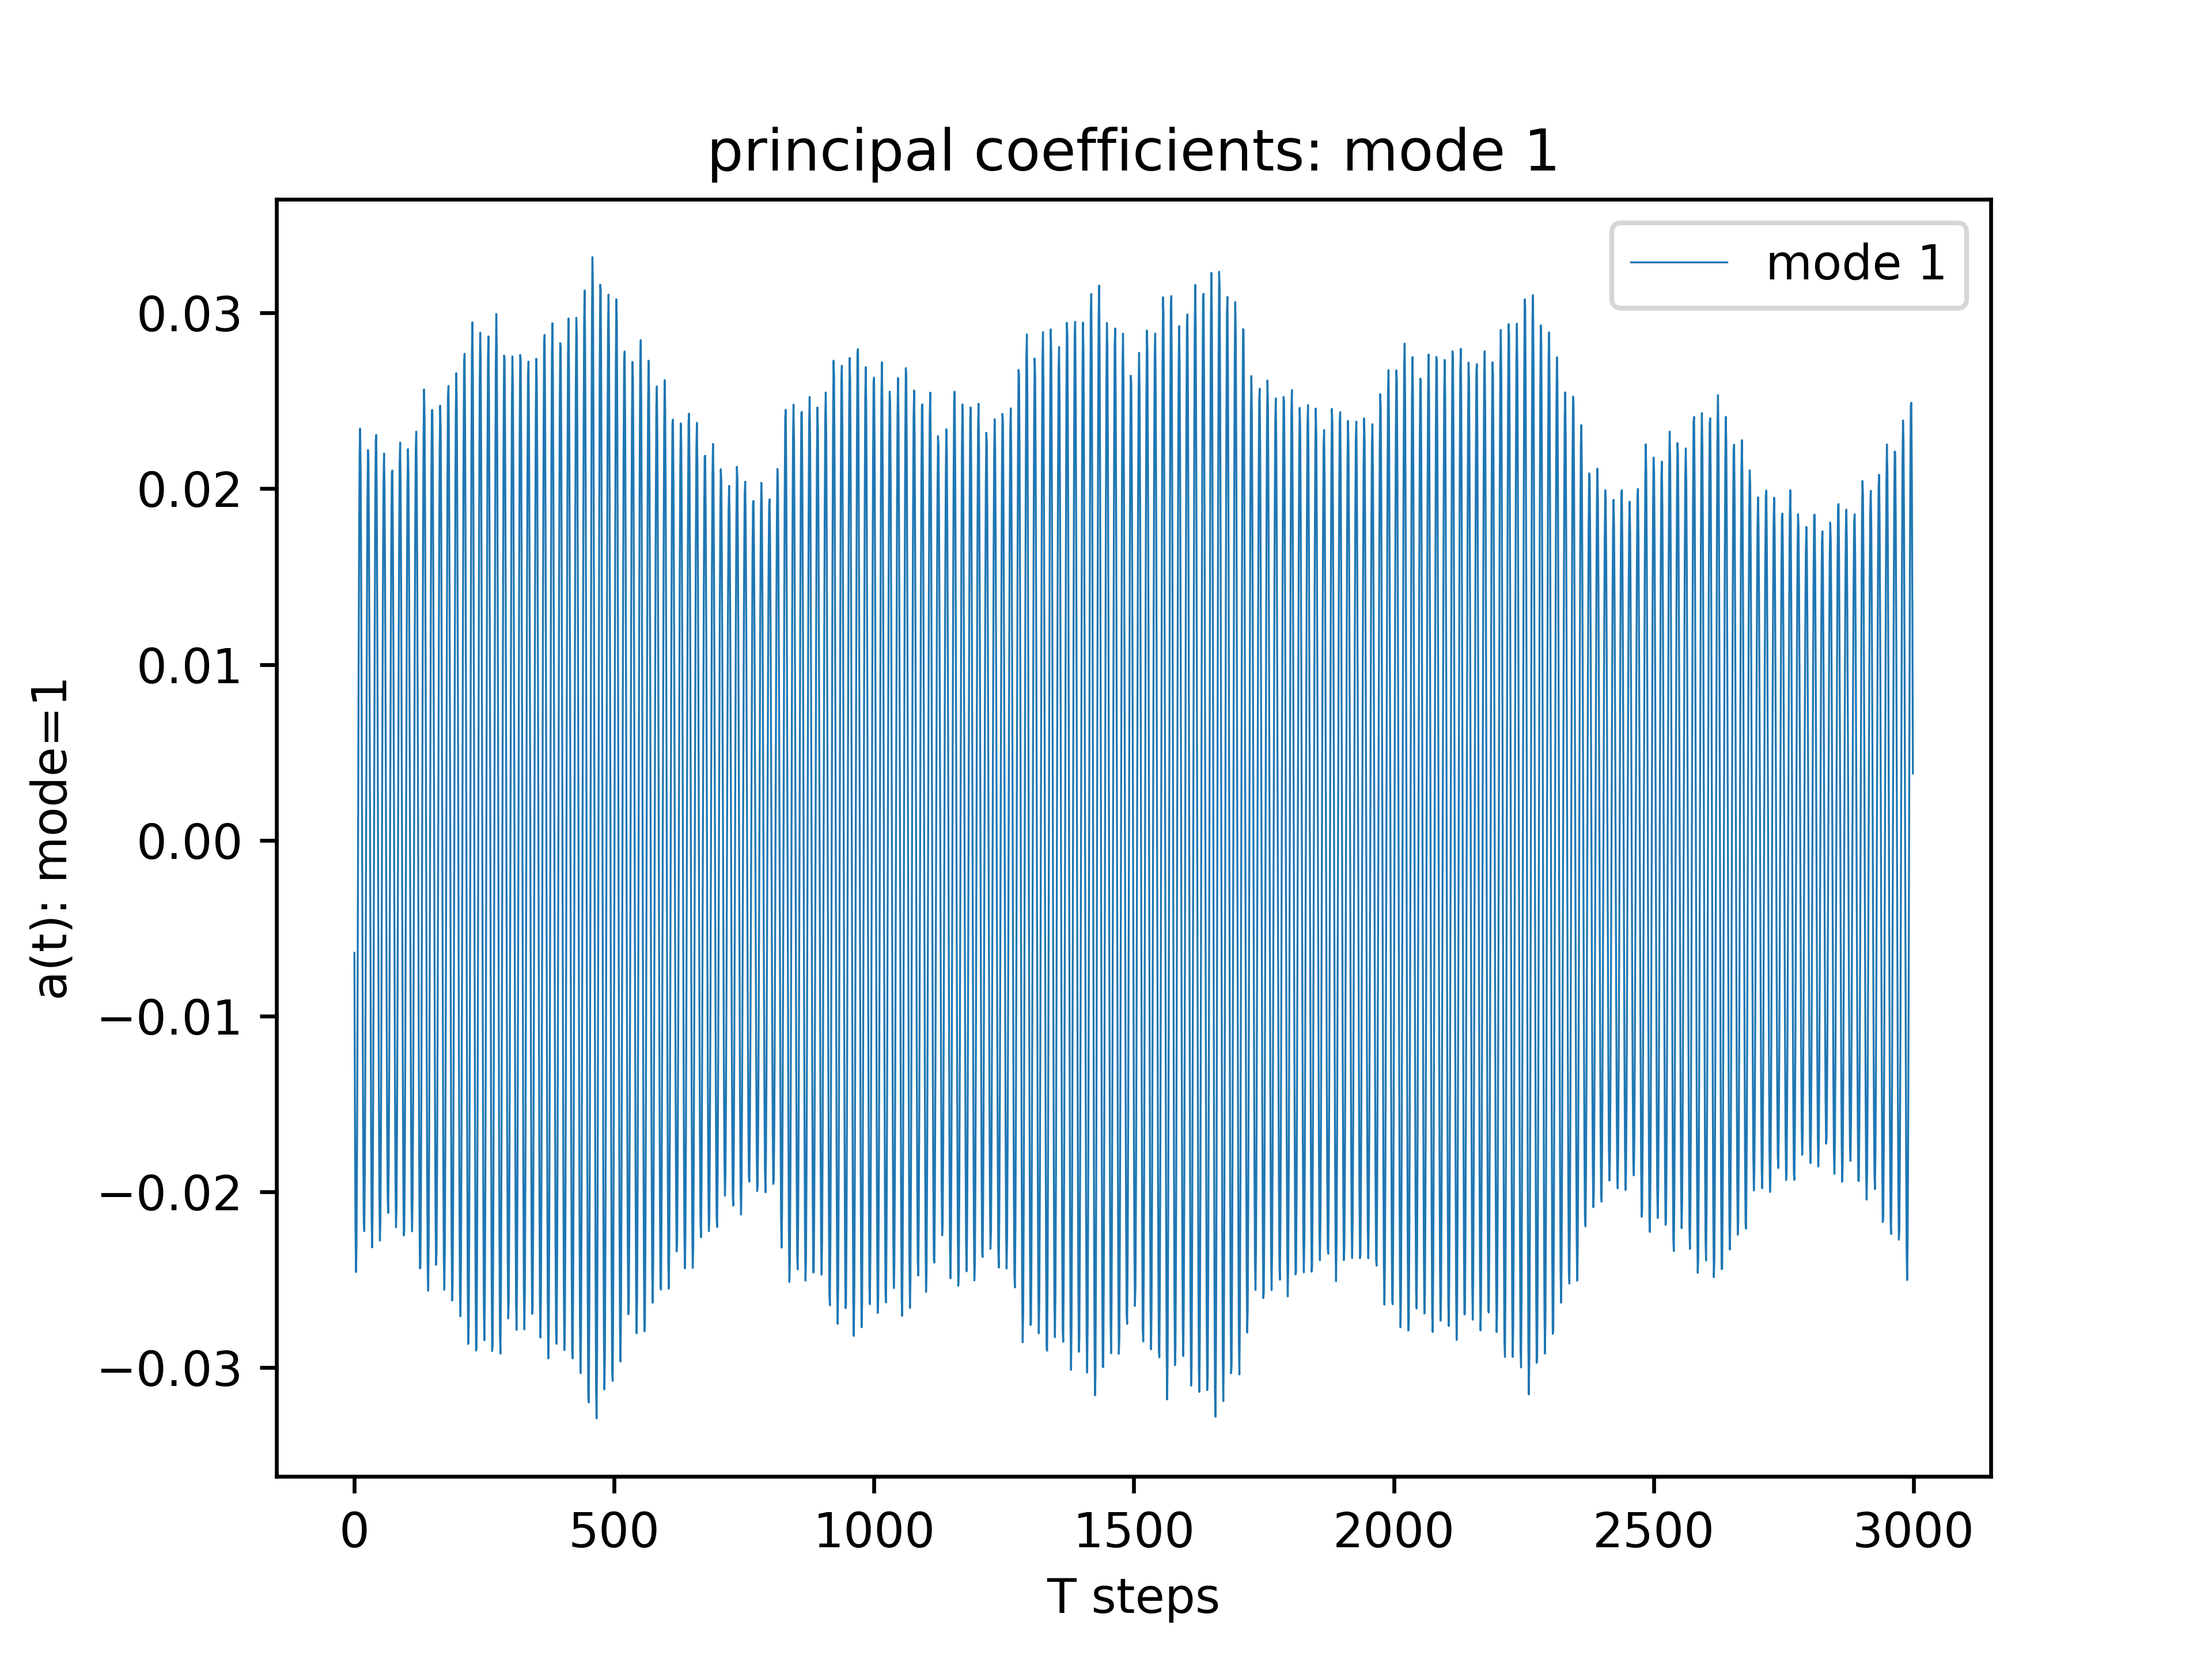 principal coefficients: mode 1
mode 1
0.03
0.02
0.01
0.00
−0.01
−0.02
−0.03
a(t): mode=1
0 500 1000 1500 2000 2500 3000
T steps